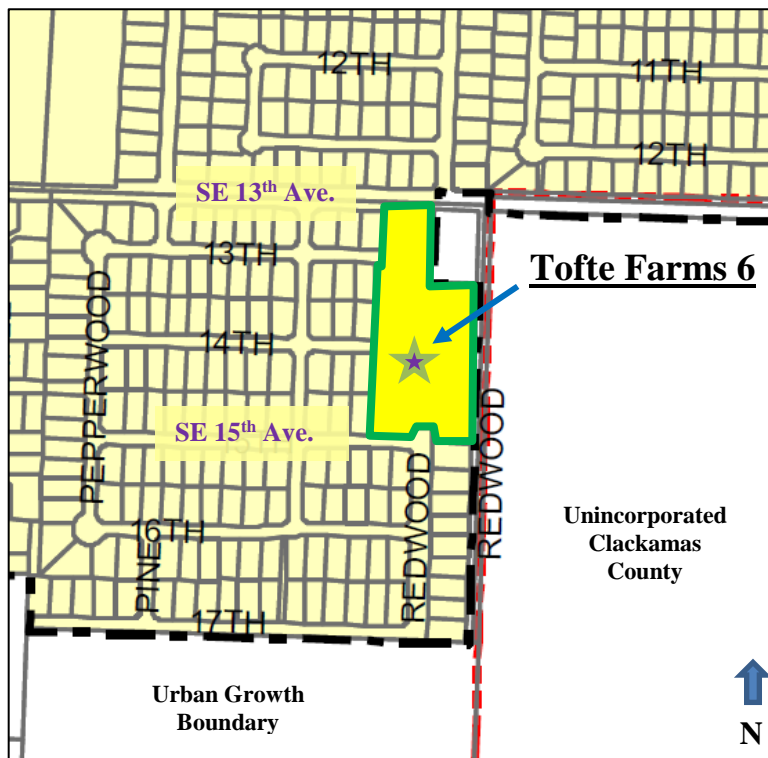 12TH
11TH
12TH
SE 13th Ave.
13TH
Tofte Farms 6
14TH
PEPPERWOOD
SE 15th Ave.
REDWOOD
REDWOOD
16TH
PINE
17TH
Unincorporated
Clackamas
County
Urban Growth
Boundary
N